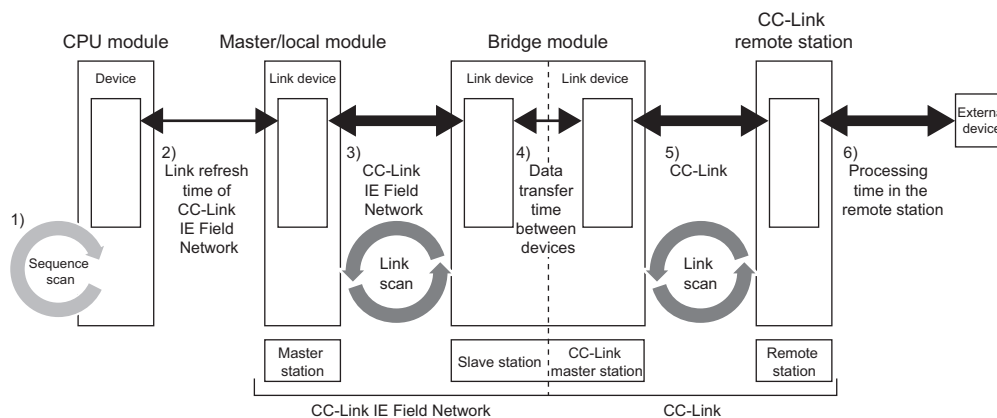 CC-Link
remote station
CPU module
Master/local module
Bridge module
Device
Link device
Link device
Link device
External
device
1)
Sequence
scan
2)
Link refresh
time of
CC-Link
IE Field
Network
3)
CC-Link
IE Field
Network
Link
scan
4)
Data
transfer
time
between
devices
5)
CC-Link
Link
scan
6)
Processing
time in the
remote station
Master
station
Slave station
CC-Link
master station
Remote
station
CC-Link IE Field Network
CC-Link